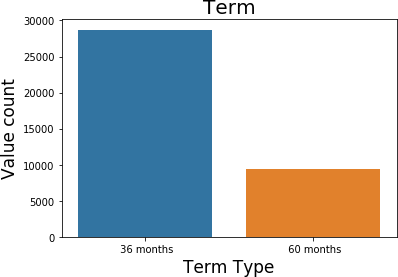 Term
30000
25000
20000
15000
10000
5000
0
Value count
36 months
60 months
Term Type